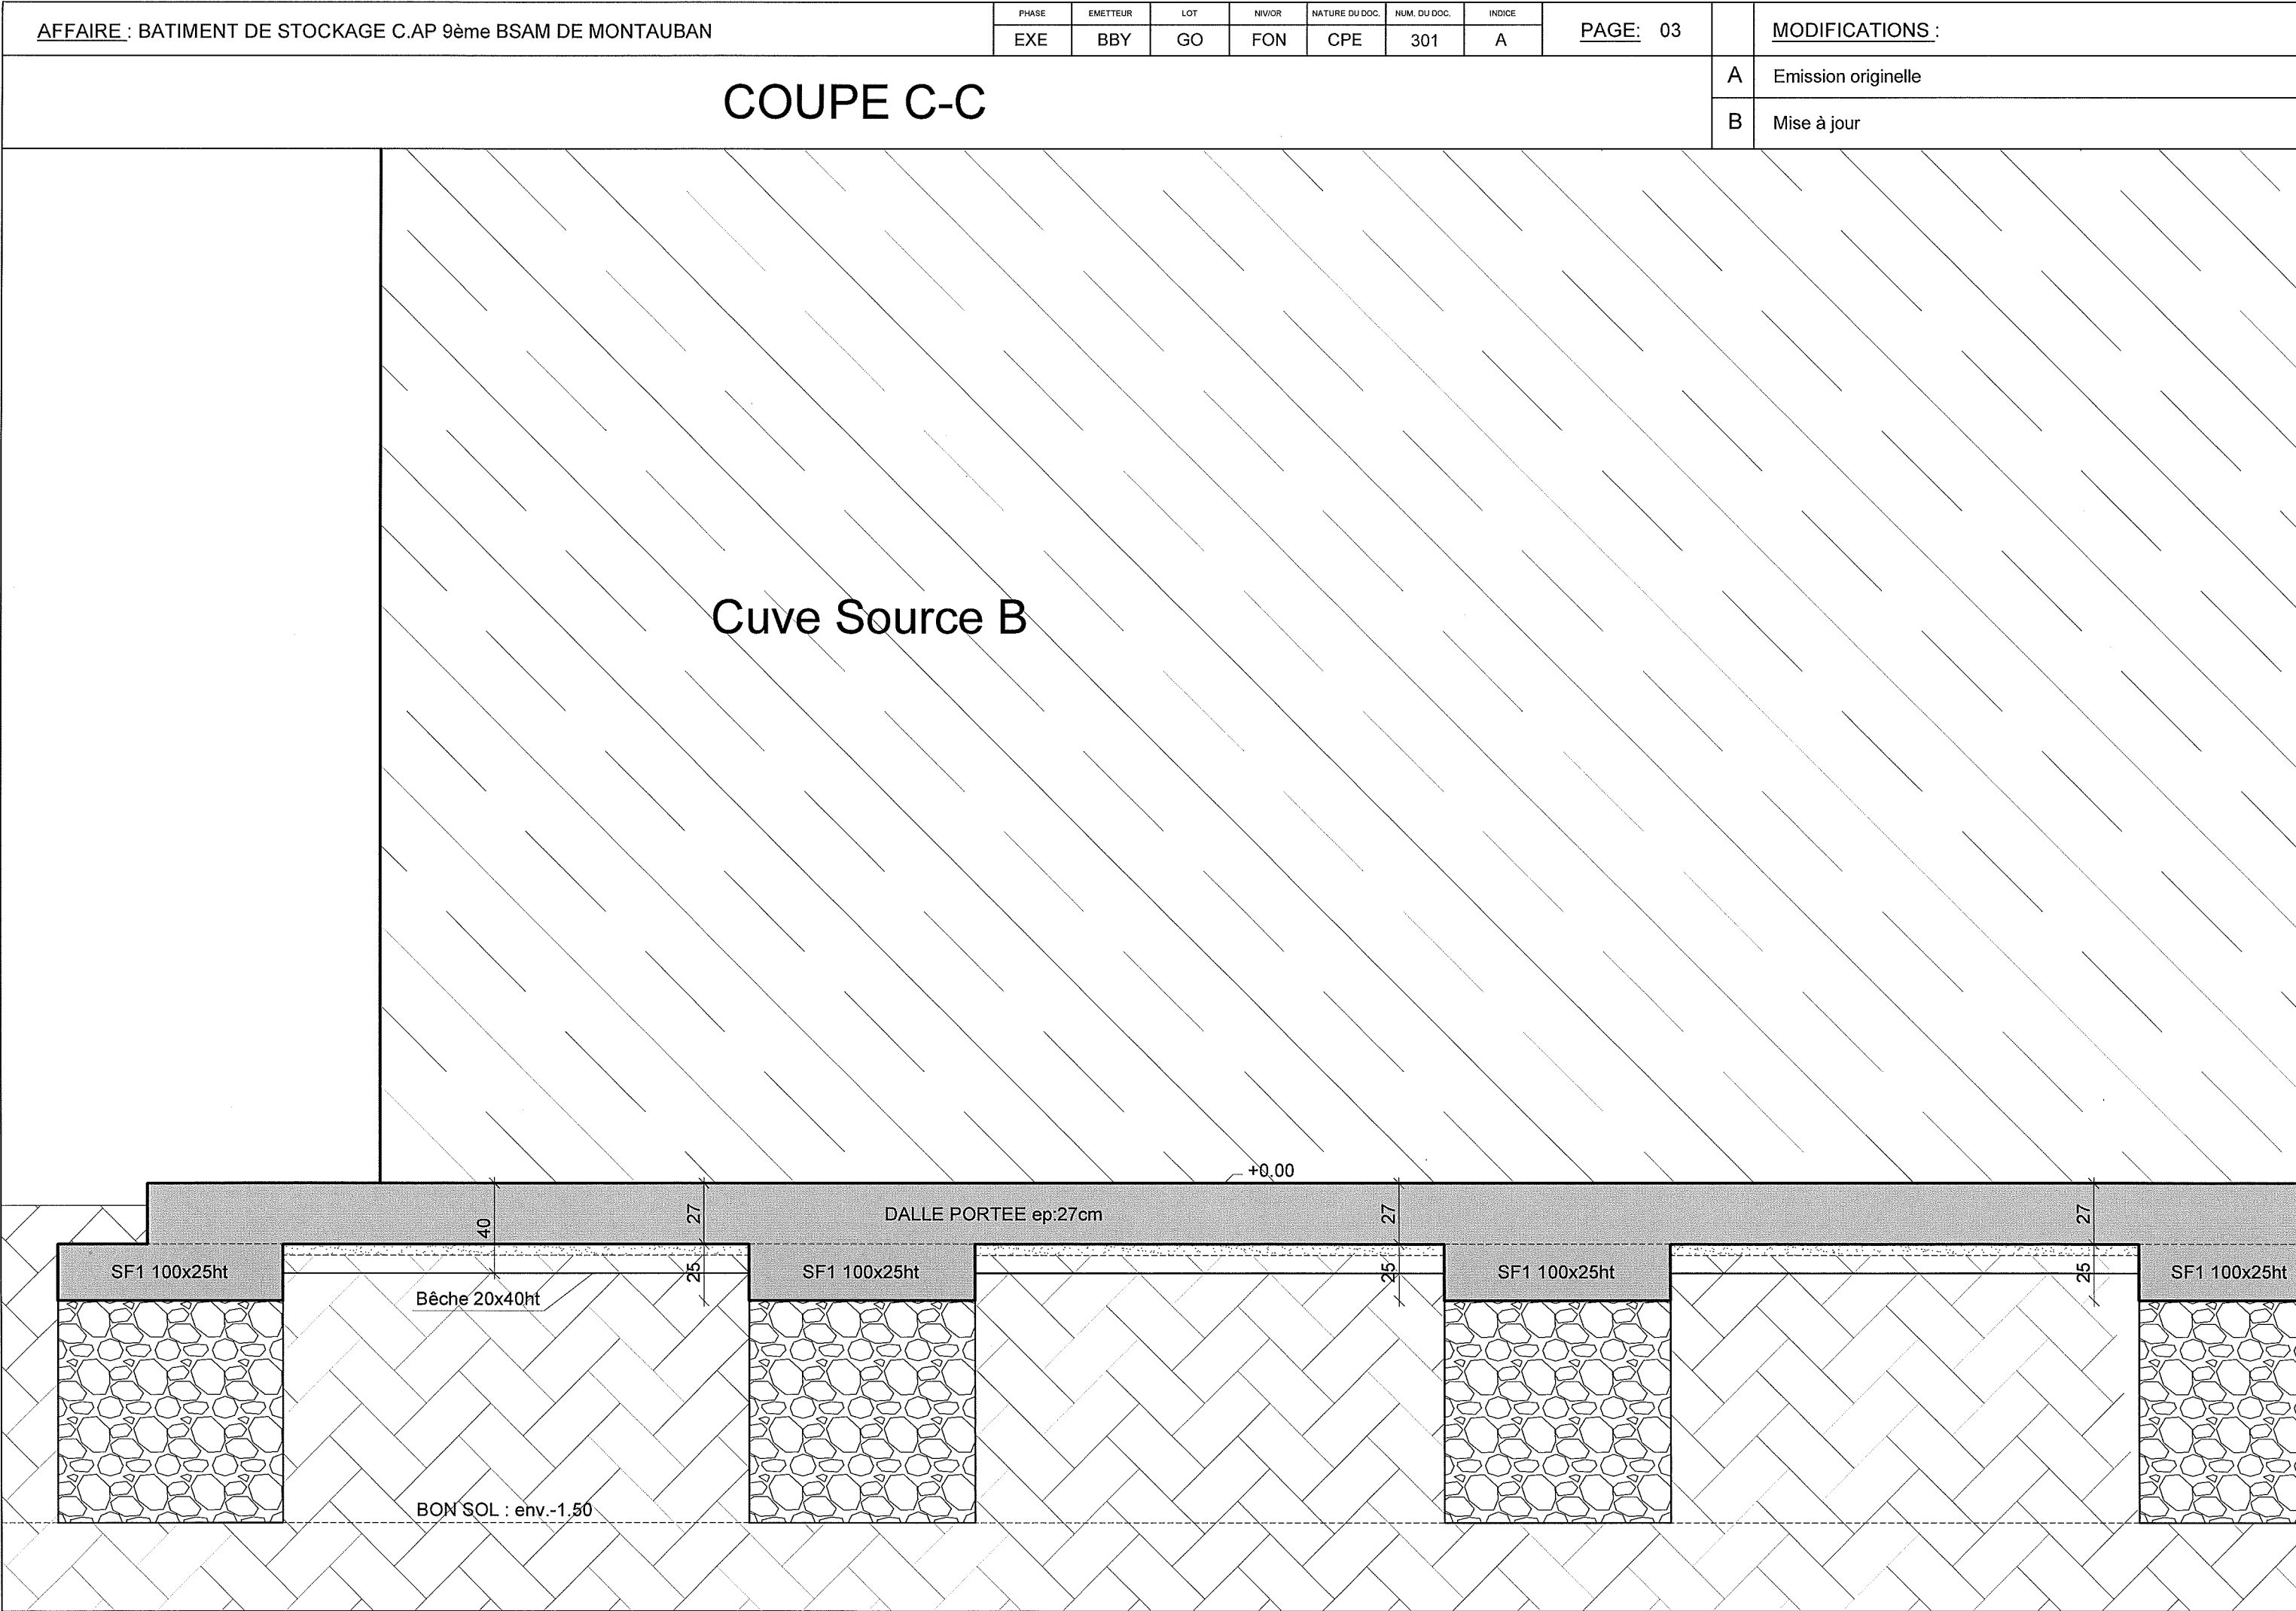 AFFAIRE : BATIMENT DE STOCKAGE C.AP 9ème BSAM DE MONTAUBAN
PHASE EMETTEUR LOT NIV/OR NATURE DU DOC. NUM. DU DOC. INDICE
EXE BBY GO FON CPE 301 A
PAGE: 03
MODIFICATIONS :
COUPE C-C
A Emission originelle
B Mise à jour
Cuve Source B
+0.00
DALLE PORTEE ep:27cm
40
27
27
27
SF1 100x25ht
25
SF1 100x25ht
25
SF1 100x25ht
25
SF1 100x25ht
Bêche 20x40ht
BON SOL : env.-1.50